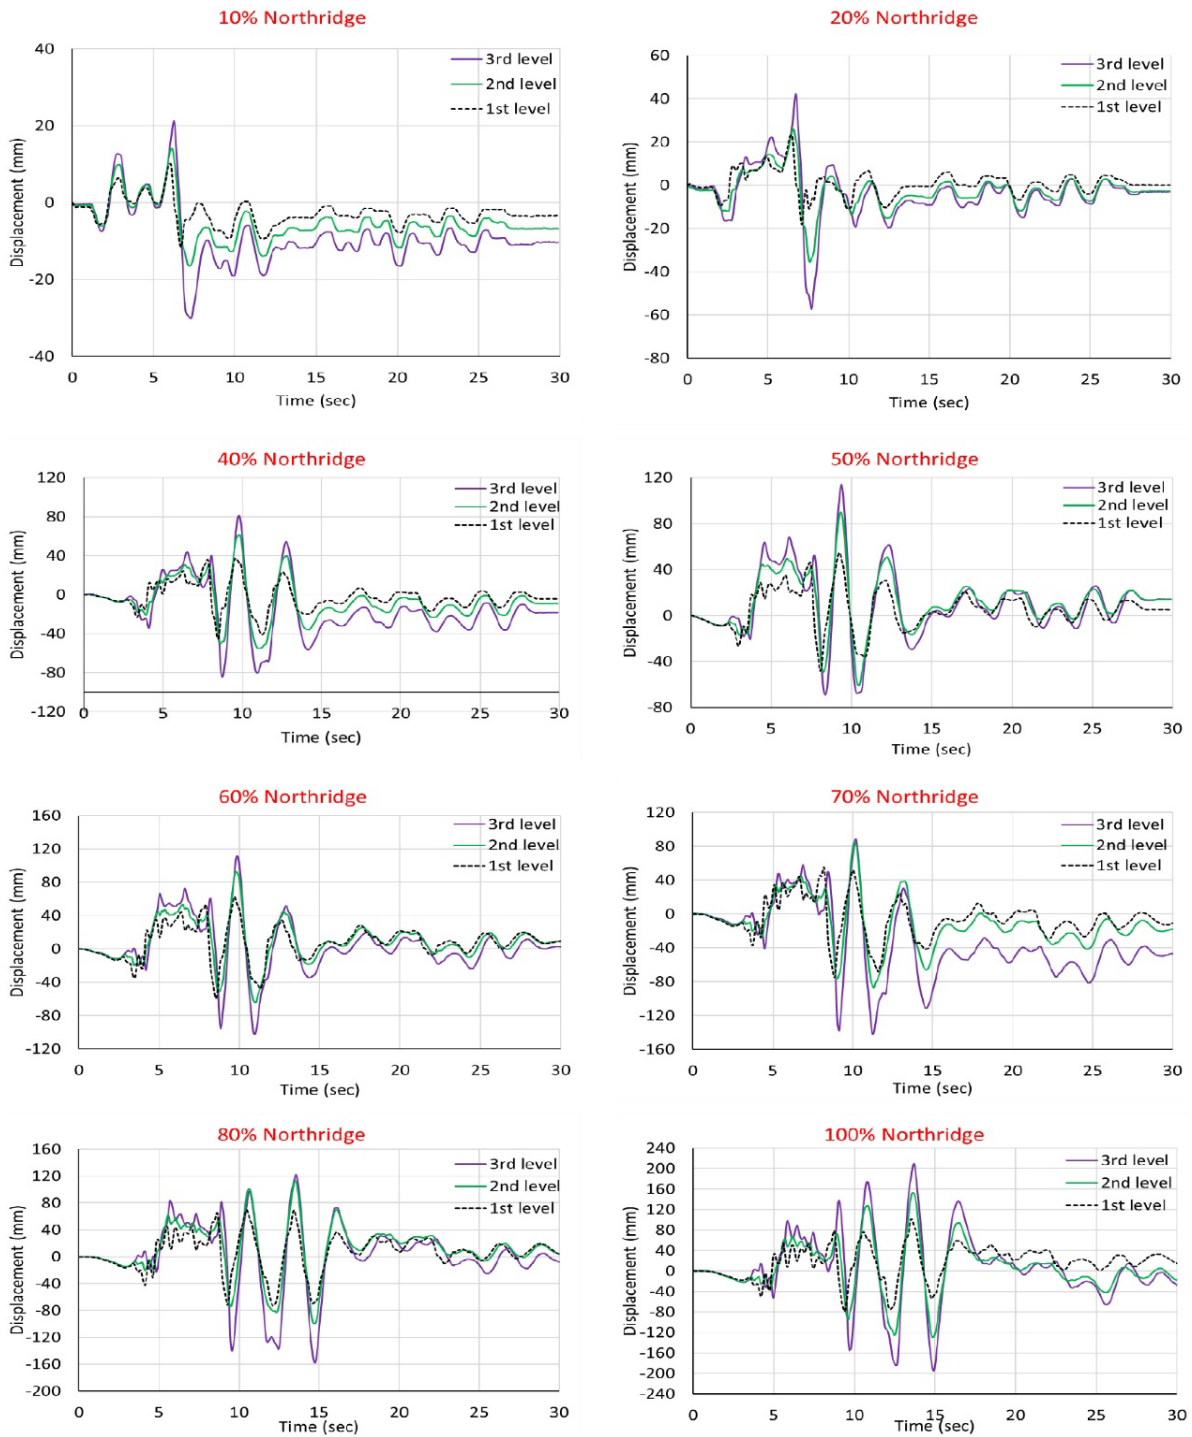 10% Northridge
40
20
0
-20
-40
Displacement (mm)
3rd level
2nd level
1st level
0 5 10 15 20 25 30
Time (sec)
20% Northridge
60
40
20
0
-20
-40
-60
-80
Displacement (mm)
3rd level
2nd level
1st level
0 5 10 15 20 25 30
Time (sec)
40% Northridge
120
80
40
0
-40
-80
-120
Displacement (mm)
3rd level
2nd level
1st level
0 5 10 15 20 25 30
Time (sec)
50% Northridge
120
80
40
0
-40
-80
Displacement (mm)
3rd level
2nd level
1st level
0 5 10 15 20 25 30
Time (sec)
60% Northridge
160
120
80
40
0
-40
-80
-120
Displacement (mm)
3rd level
2nd level
1st level
0 5 10 15 20 25 30
Time (sec)
70% Northridge
120
80
40
0
-40
-80
-120
-160
Displacement (mm)
3rd level
2nd level
1st level
0 5 10 15 20 25 30
Time (sec)
80% Northridge
160
120
80
40
0
-40
-80
-120
-160
-200
Displacement (mm)
3rd level
2nd level
1st level
0 5 10 15 20 25 30
Time (sec)
100% Northridge
240
200
160
120
80
40
0
-40
-80
-120
-160
-200
-240
Displacement (mm)
3rd level
2nd level
1st level
0 5 10 15 20 25 30
Time (sec)